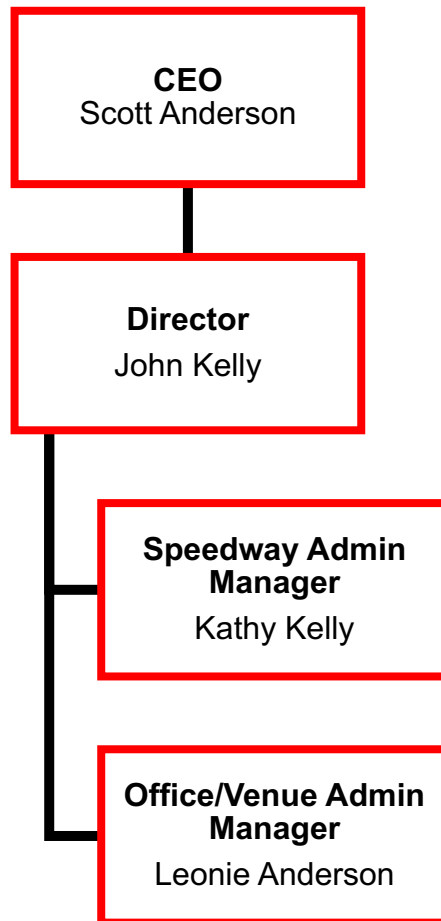 CEO
Scott Anderson
Director
John Kelly
Speedway Admin
Manager
Kathy Kelly
Office/Venue Admin
Manager
Leonie Anderson